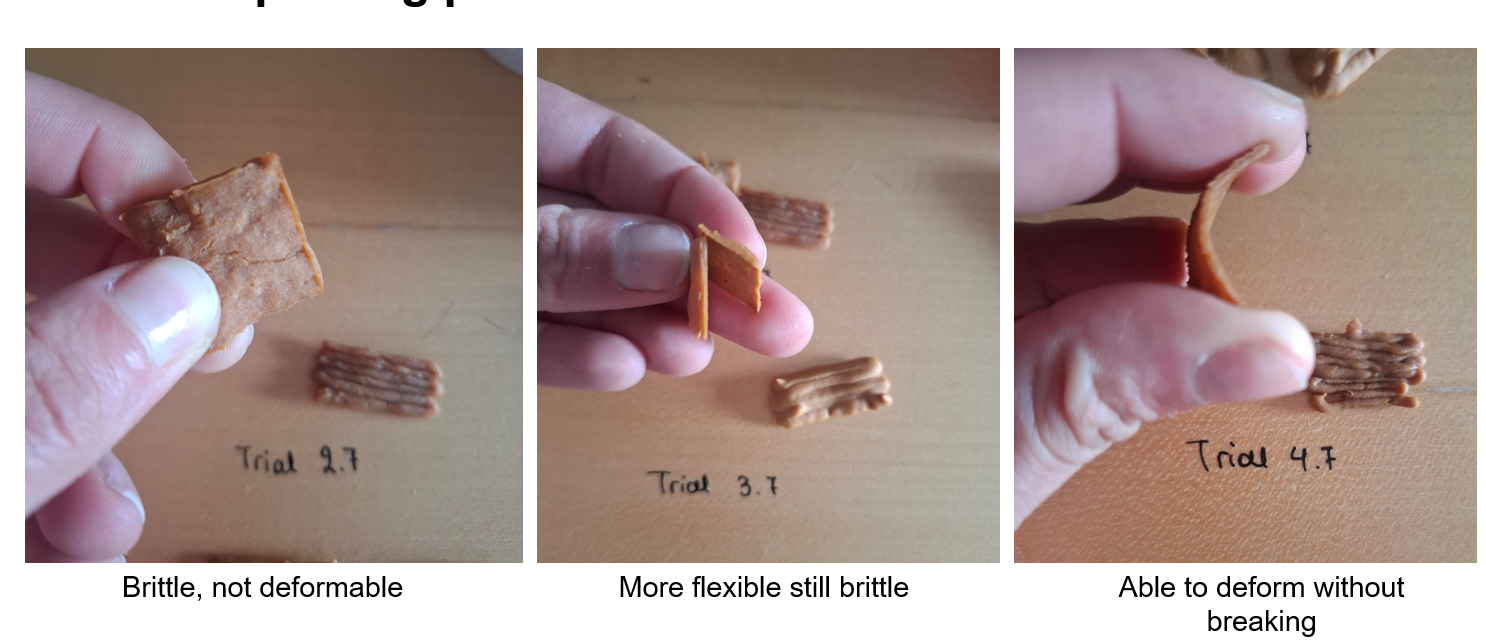 Trial 2.7
Trial 3.7
Trial 4.7
Brittle, not deformable
More flexible still brittle
Able to deform without
breaking